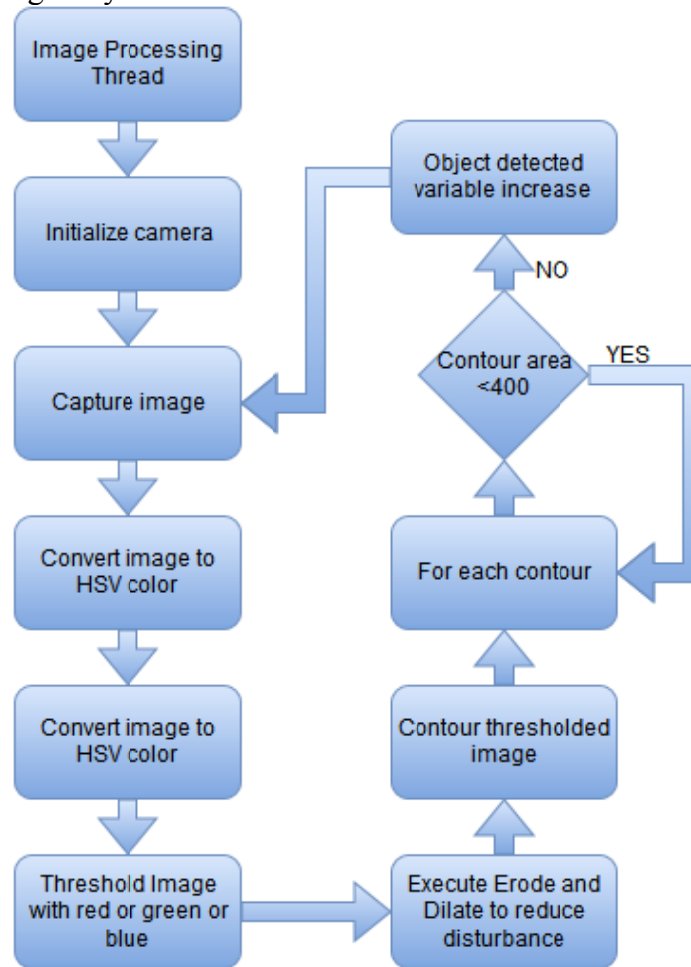 Image Processing
Thread
Initialize camera
Capture image
Convert image to
HSV color
Convert image to
HSV color
Threshold Image
with red or green or
blue
Execute Erode and
Dilate to reduce
disturbance
Contour thresholded
image
For each contour
Contour area
<400
YES
NO
Object detected
variable increase